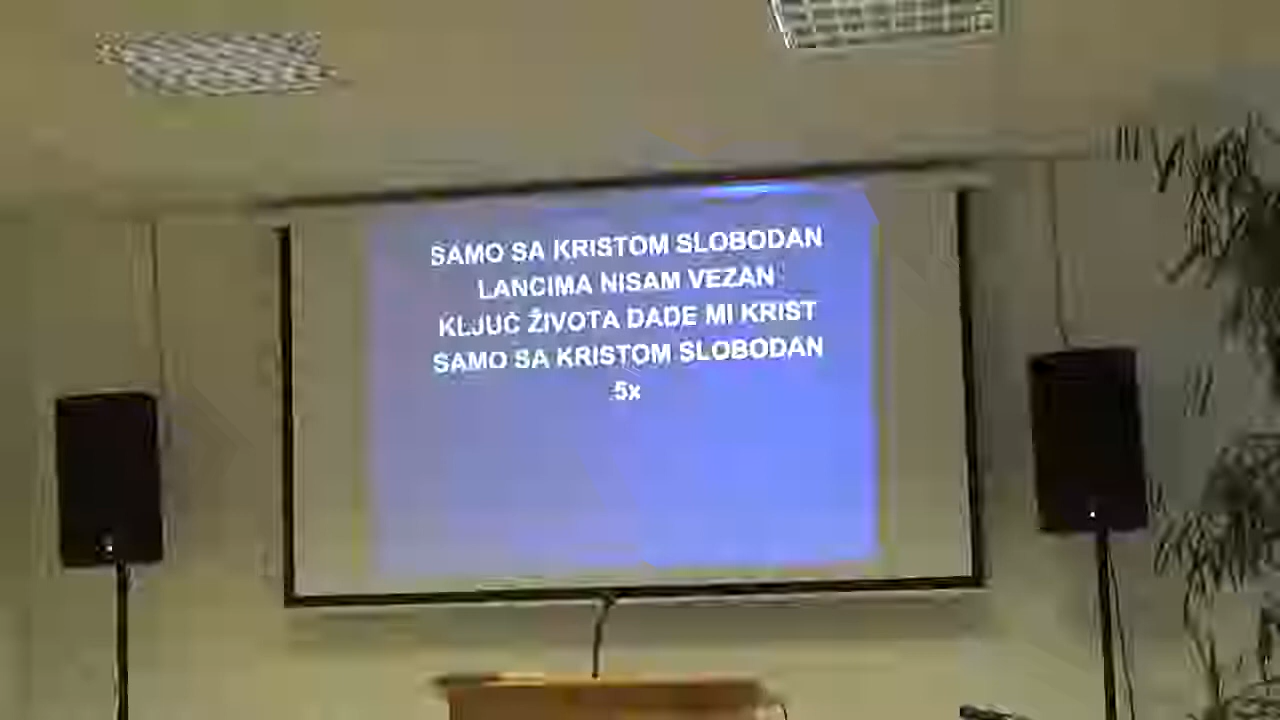 SAMO SA KRISTOM SLOBODAN
LANCIMA NISAM VEZAN
KLJUČ ŽIVOTA DADE MI KRIST
SAMO SA KRISTOM SLOBODAN
5x